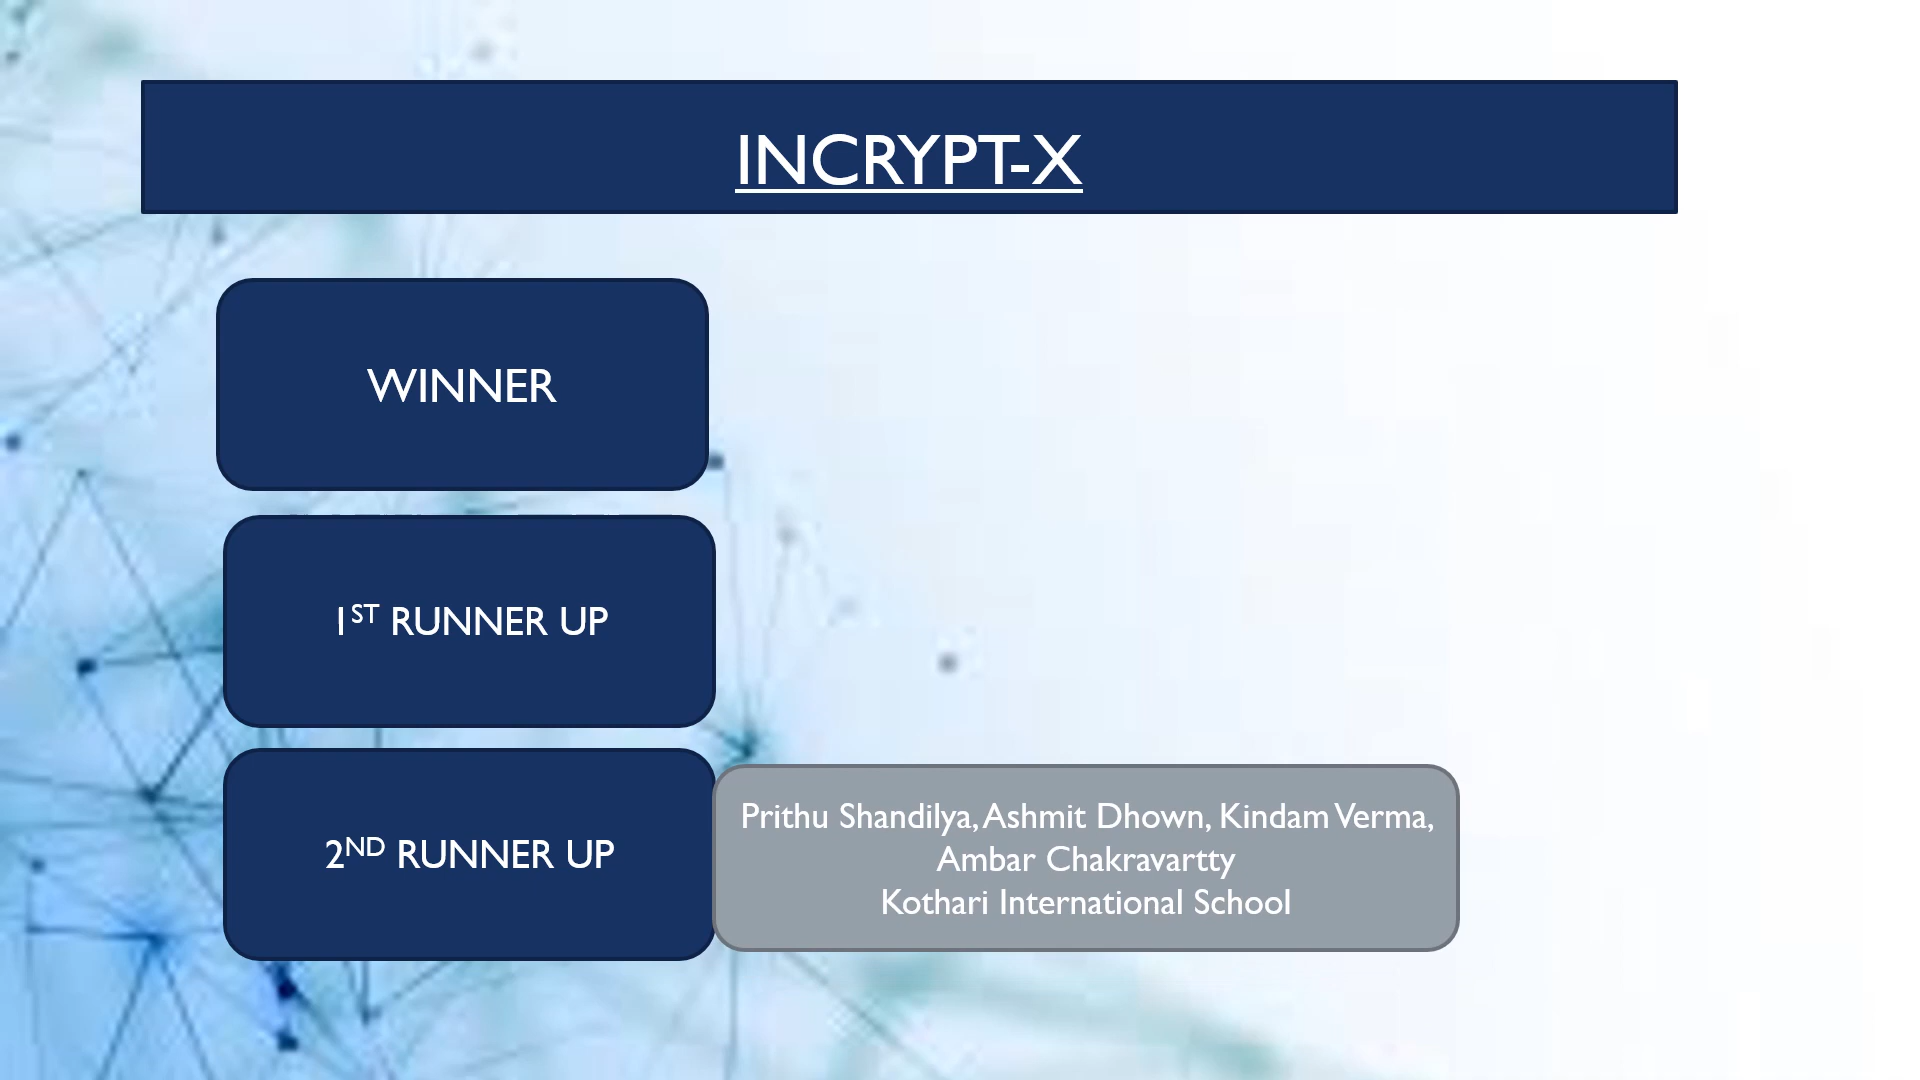 INCRYPT-X
WINNER
1ST RUNNER UP
2ND RUNNER UP
Prithu Shandilya, Ashmit Dhown, Kindam Verma,
Ambar Chakravartty
Kothari International School